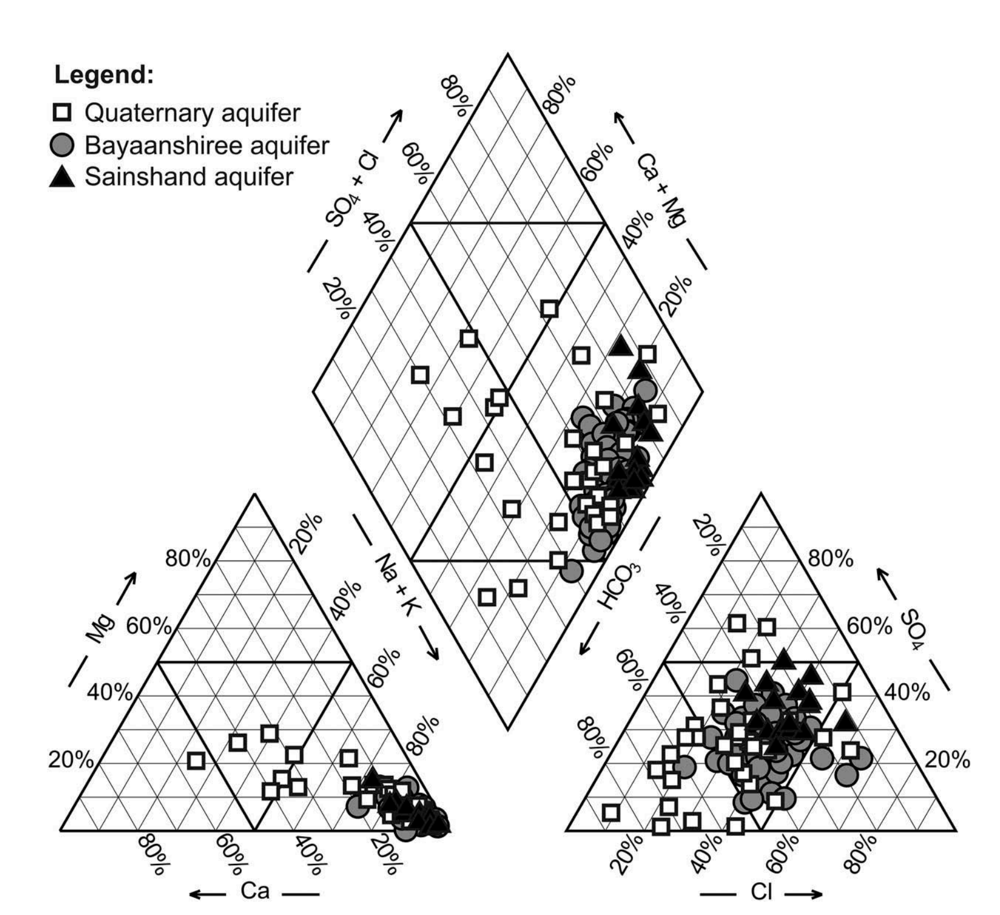 Legend:
Quaternary aquifer
Bayaanshiree aquifer
Sainshand aquifer
80%
80%
60%
60%
SO₄ + Cl
Ca + Mg
40%
40%
20%
20%
Na + K
HCO₃
20%
80%
40%
Mg
60%
60%
40%
80%
20%
80%
60%
40%
20%
Ca
20%
80%
40%
SO₄
60%
60%
40%
80%
20%
20%
40%
60%
80%
Cl